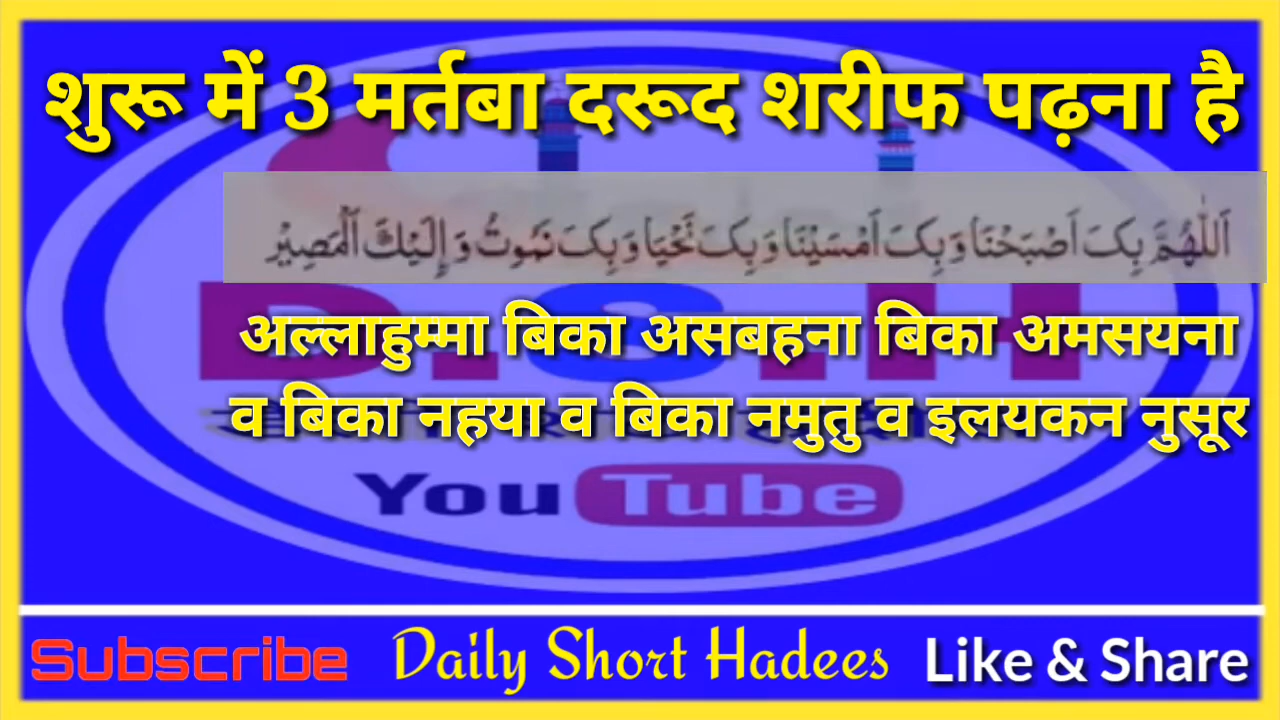 शुरू में 3 मर्तबा दरूद शरीफ पढ़ना है
اَللّٰهُمَّ بِکَ اَصْبَحْنَا وَبِکَ اَمْسَيْنَا وَبِکَ نَحْيَا وَبِکَ نَمُوتُ وَ اِلَيْكَ الْمَصِيْرُ
अल्लाहुम्मा बिका असबहना बिका अमसयना
D.S.H
व बिका नहया व बिका नमुतु व इलयकन नुसूर
YouTube
Subscribe Daily Short Hadees Like & Share